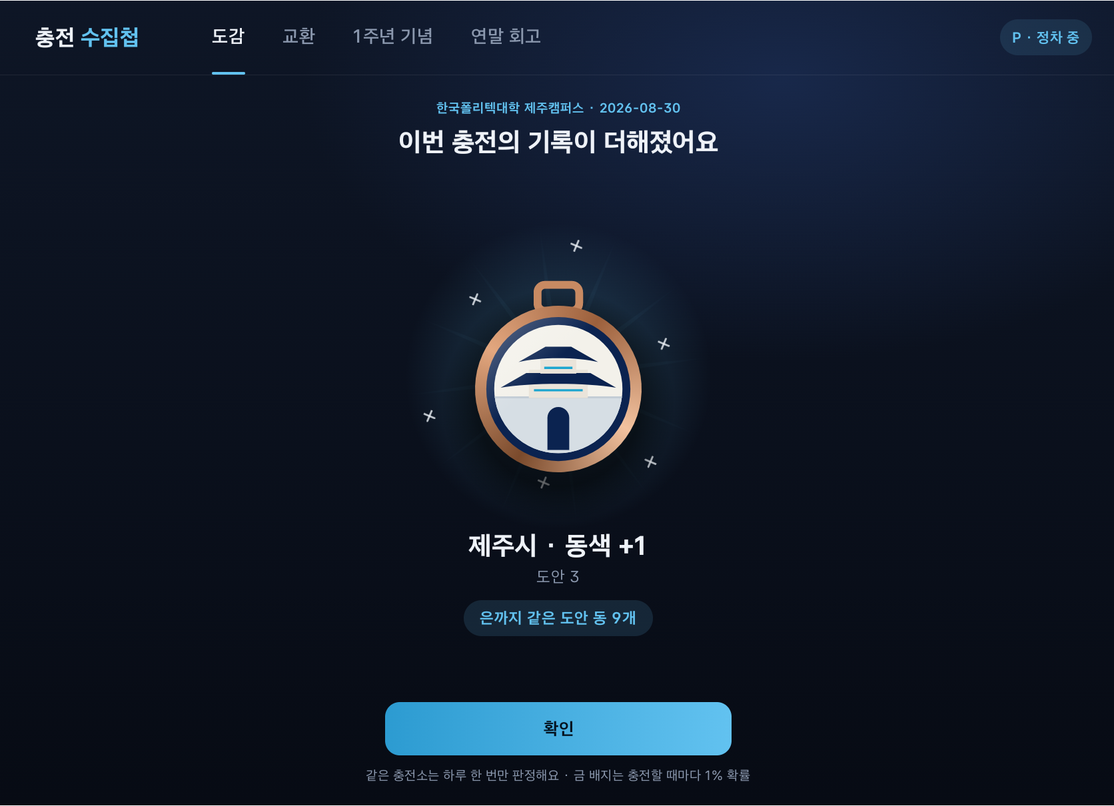 충전 수집첩
도감
교환
1주년 기념
연말 회고
P · 정차 중
한국폴리텍대학 제주캠퍼스 · 2026-08-30
이번 충전의 기록이 더해졌어요
제주시 · 동색 +1
도안 3
은까지 같은 도안 동 9개
확인
같은 충전소는 하루 한 번만 판정해요 · 금 배지는 충전할 때마다 1% 확률